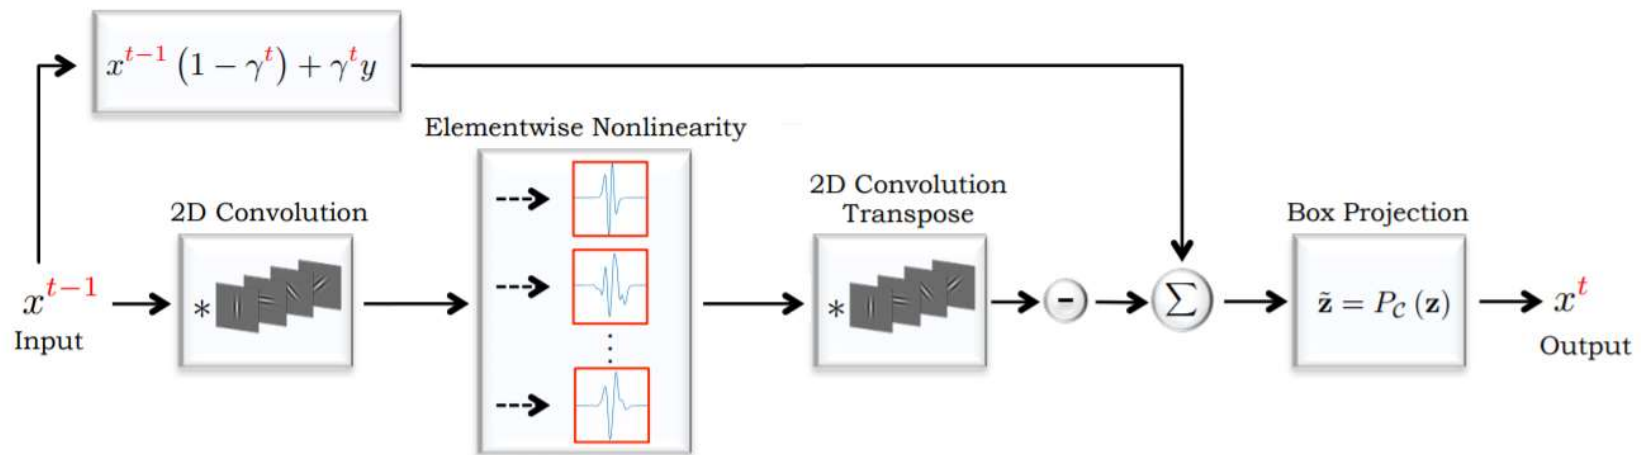 x^{t-1} (1 − γ^t) + γ^t y
Elementwise Nonlinearity
2D Convolution
2D Convolution
Transpose
Box Projection
x^{t-1}
Input
*
⋮
*
-
Σ
z̃ = P_C (z)
x^t
Output